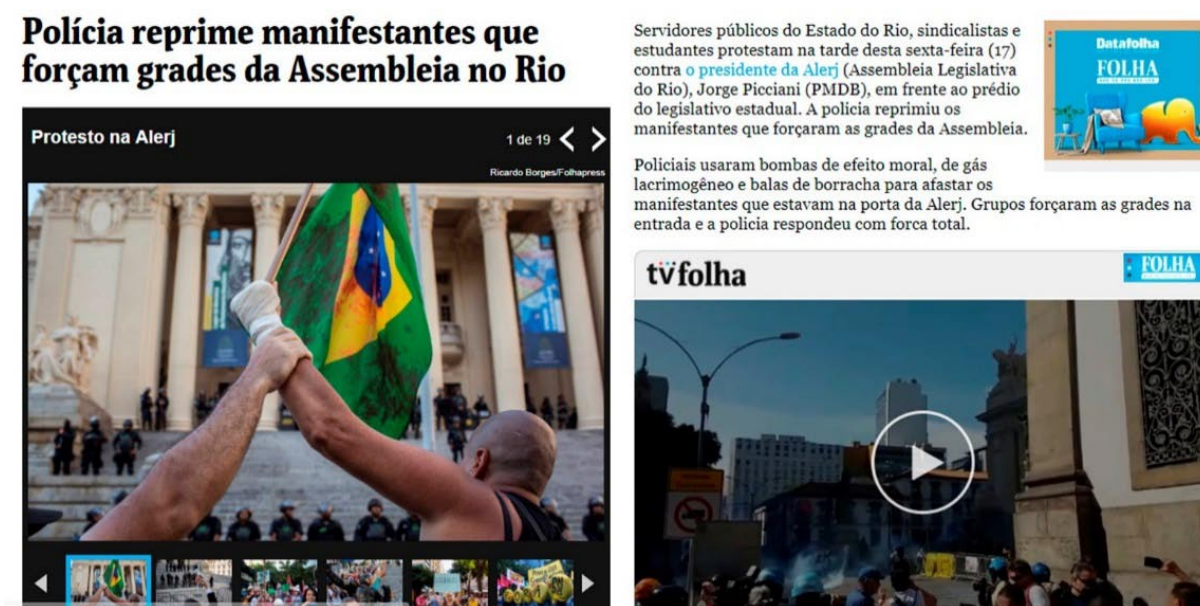 Polícia reprime manifestantes que
forçam grades da Assembleia no Rio
Protesto na Alerj
1 de 19
Ricardo Borges/Folhapress
Servidores públicos do Estado do Rio, sindicalistas e
estudantes protestam na tarde desta sexta-feira (17)
contra o presidente da Alerj (Assembleia Legislativa
do Rio), Jorge Picciani (PMDB), em frente ao prédio
do legislativo estadual. A policia reprimiu os
manifestantes que forçaram as grades da Assembleia.
Policiais usaram bombas de efeito moral, de gás
lacrimogêneo e balas de borracha para afastar os
manifestantes que estavam na porta da Alerj. Grupos forçaram as grades na
entrada e a policia respondeu com forca total.
Datafolha
FOLHA
tv folha
FOLHA